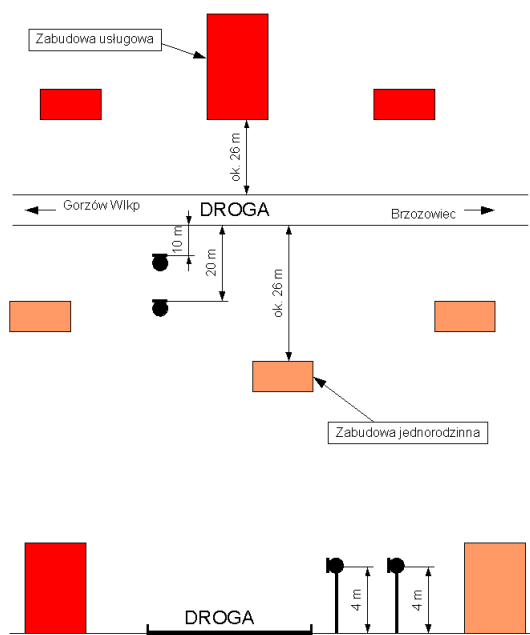 Zabudowa usługowa
ok. 26 m
Gorzów Wlkp
DROGA
Brzozowiec
10 m
20 m
ok. 26 m
Zabudowa jednorodzinna
4 m
4 m
DROGA